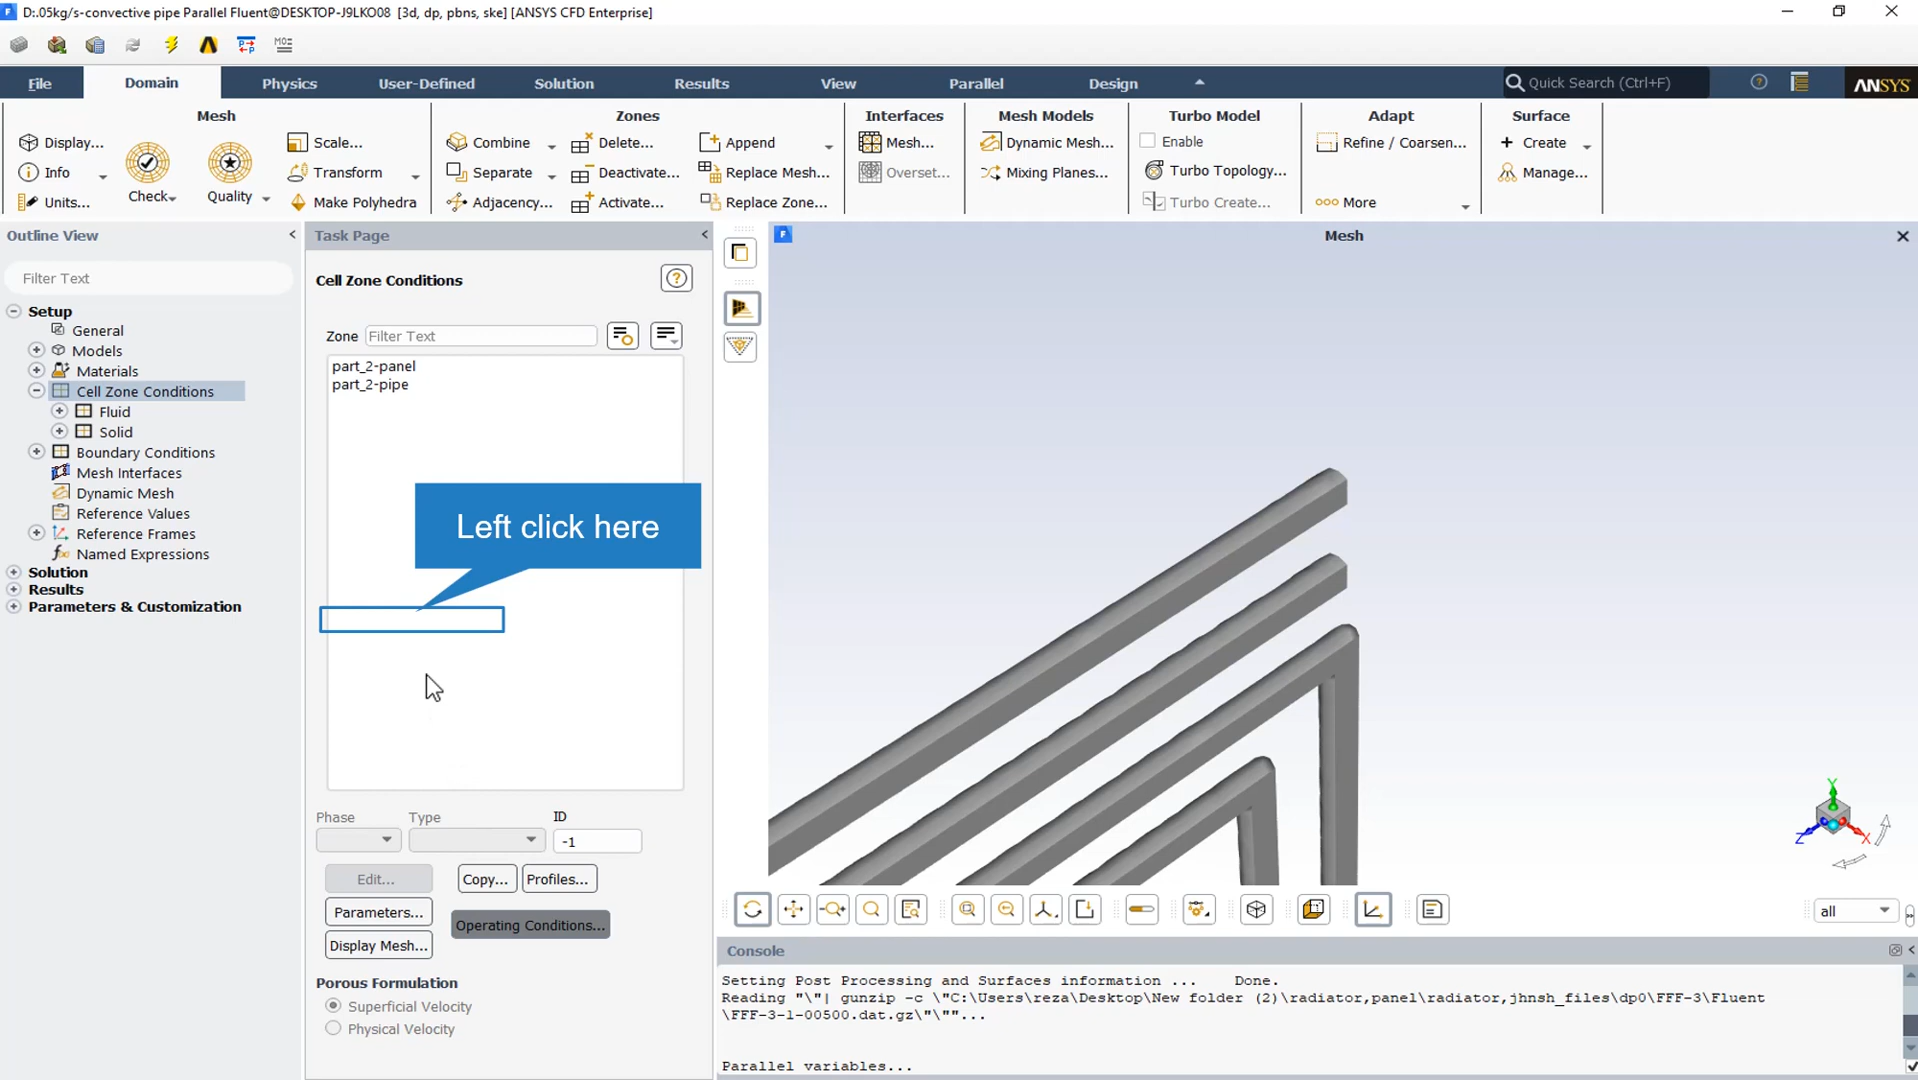 D:.05kg/s-convective pipe Parallel Fluent@DESKTOP-J9LKO08 [3d, dp, pbns, ske] [ANSYS CFD Enterprise]
File Domain Physics User-Defined Solution Results View Parallel Design Quick Search (Ctrl+F) ANSYS
Mesh Zones Interfaces Mesh Models Turbo Model Adapt Surface
Display... Scale... Combine Delete... Append Mesh... Dynamic Mesh... Enable Refine / Coarsen... Create
Info Check Quality Transform Separate Deactivate... Replace Mesh... Overset... Mixing Planes... Turbo Topology... Manage...
Units... Make Polyhedra Adjacency... Activate... Replace Zone... Turbo Create... More
Outline View
Filter Text
Setup
General
Models
Materials
Cell Zone Conditions
Fluid
Solid
Boundary Conditions
Mesh Interfaces
Dynamic Mesh
Reference Values
Reference Frames
Named Expressions
Solution
Results
Parameters & Customization
Task Page
Cell Zone Conditions
Zone Filter Text
part_2-panel
part_2-pipe
Left click here
Phase Type ID
-1
Edit... Copy... Profiles...
Parameters... Operating Conditions...
Display Mesh...
Porous Formulation
Superficial Velocity
Physical Velocity
Mesh
Y
Z X
all
Console
Setting Post Processing and Surfaces information ... Done.
Reading "\"| gunzip -c \"C:\Users\reza\Desktop\New folder (2)\radiator,panel\radiator,jhnsh_files\dp0\FFF-3\Fluent
\FFF-3-1-00500.dat.gz\"\""...
Parallel variables...